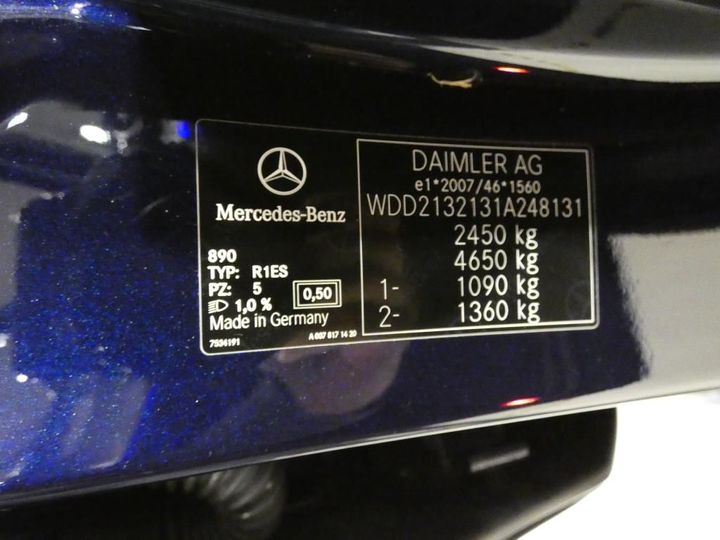 Mercedes-Benz
890
TYP: R1ES
PZ: 5
1,0 %
0,50
Made in Germany
7534191
A 007 817 14 20
DAIMLER AG
e1*2007/46*1560
WDD2132131A248131
2450 kg
4650 kg
1- 1090 kg
2- 1360 kg